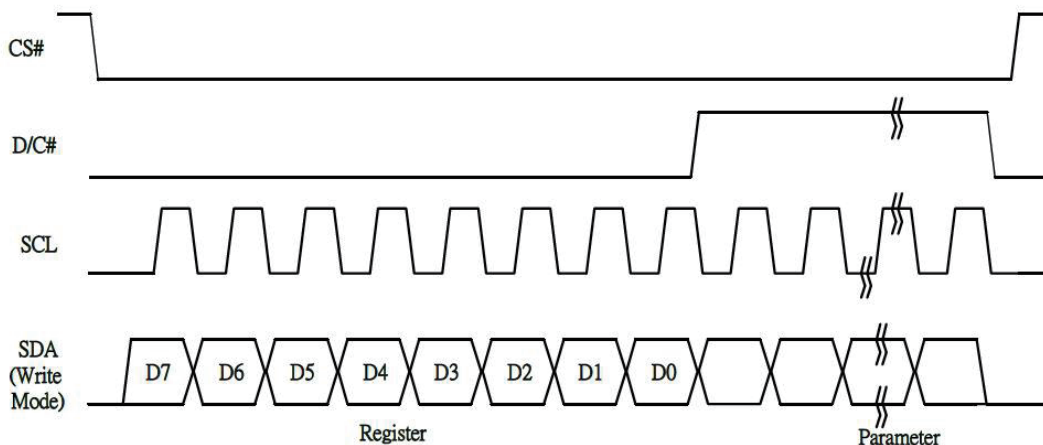 CS#
D/C#
SCL
SDA
(Write
Mode)
D7 D6 D5 D4 D3 D2 D1 D0
Register Parameter